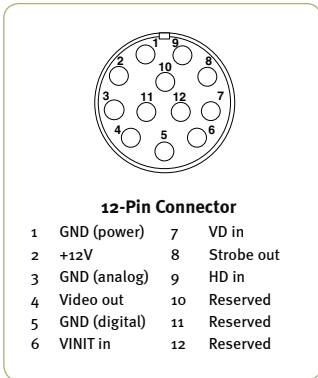 1 9
2 10 8
3 11 12 7
4 5 6
12-Pin Connector
1 GND (power) 7 VD in
2 +12V 8 Strobe out
3 GND (analog) 9 HD in
4 Video out 10 Reserved
5 GND (digital) 11 Reserved
6 VINIT in 12 Reserved